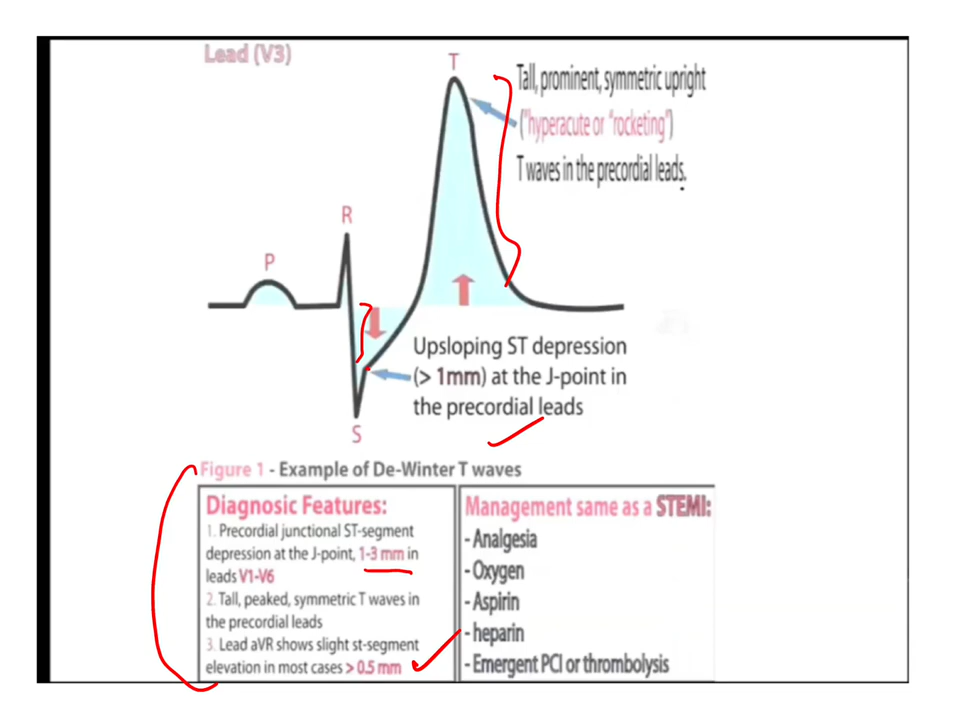 Lead (V3)
T
Tall, prominent, symmetric upright
("hyperacute or "rocketing")
T waves in the precordial leads.
R
P
Upsloping ST depression
(> 1mm) at the J-point in
the precordial leads
S
Figure 1 - Example of De-Winter T waves
Diagnosic Features:
1. Precordial junctional ST-segment
depression at the J-point, 1-3 mm in
leads V1-V6
2. Tall, peaked, symmetric T waves in
the precordial leads
3. Lead aVR shows slight st-segment
elevation in most cases > 0.5 mm
Management same as a STEMI:
- Analgesia
- Oxygen
- Aspirin
- heparin
- Emergent PCI or thrombolysis